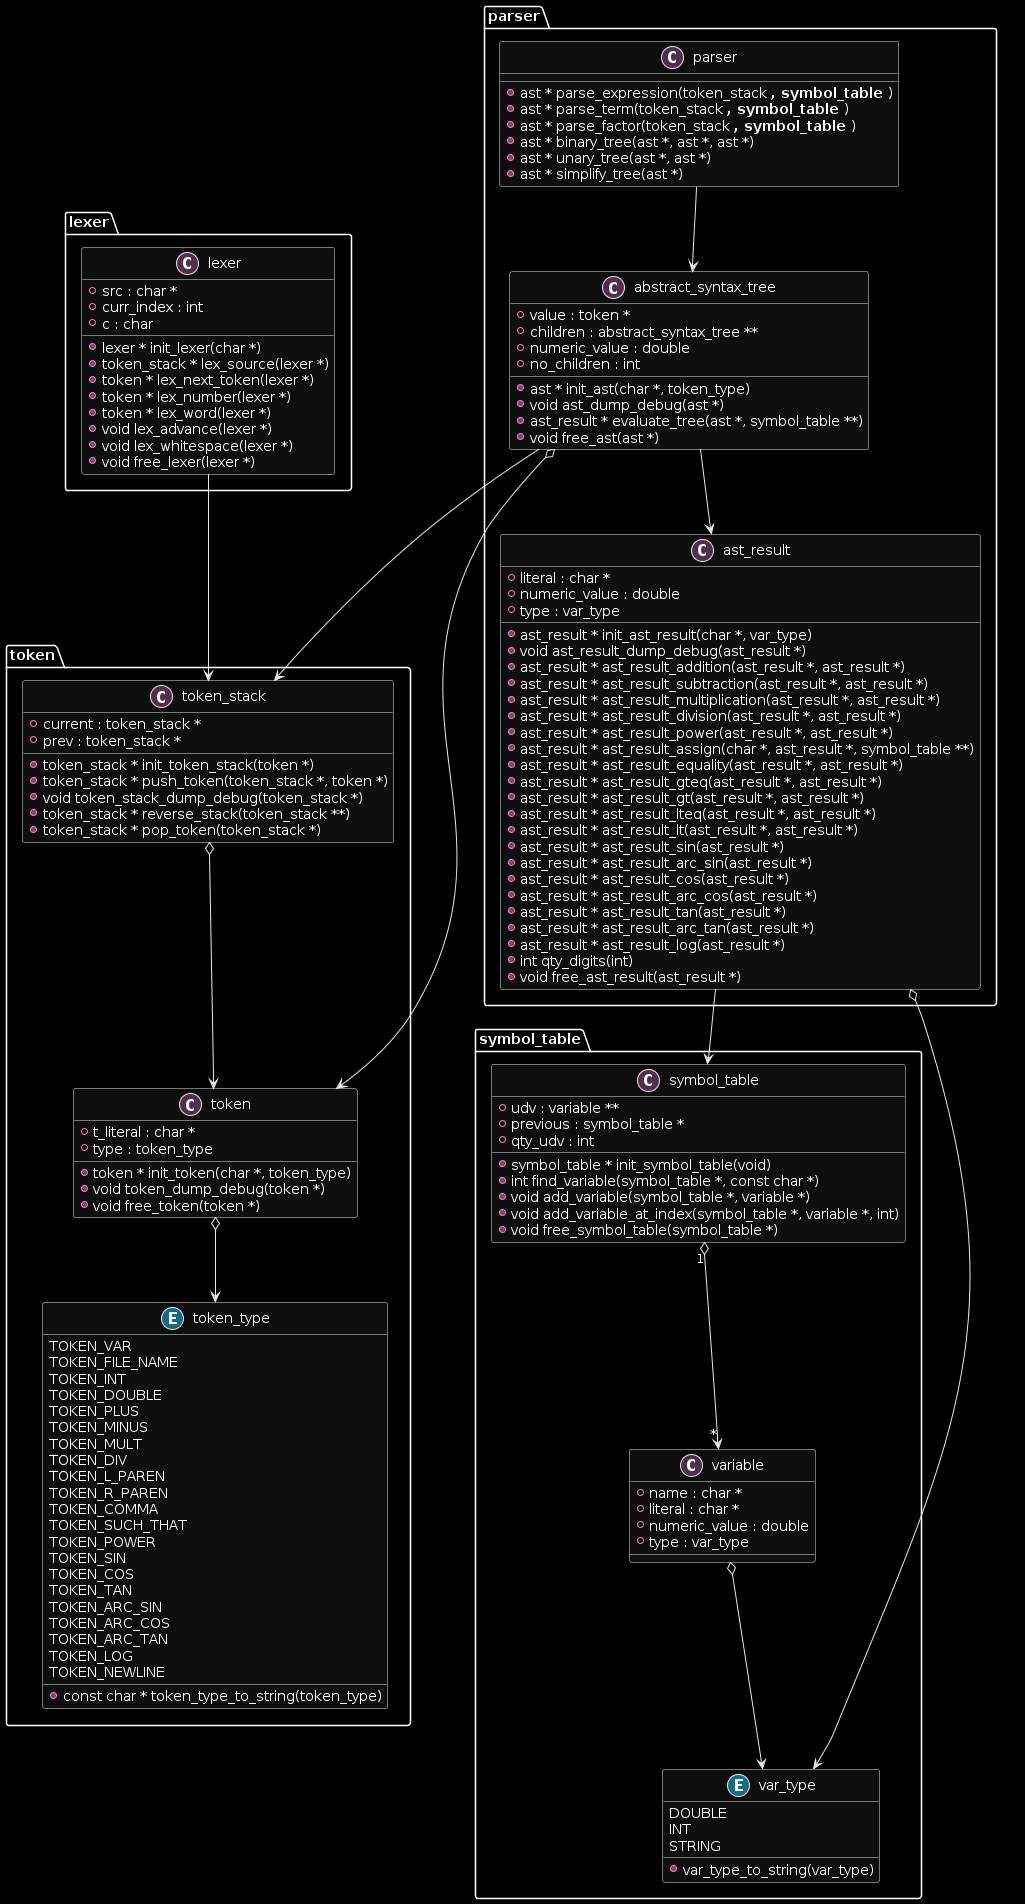 parser
parser
ast * parse_expression(token_stack , symbol_table )
ast * parse_term(token_stack , symbol_table )
ast * parse_factor(token_stack , symbol_table )
ast * binary_tree(ast *, ast *, ast *)
ast * unary_tree(ast *, ast *)
ast * simplify_tree(ast *)
lexer
lexer
src : char *
curr_index : int
c : char
lexer * init_lexer(char *)
token_stack * lex_source(lexer *)
token * lex_next_token(lexer *)
token * lex_number(lexer *)
token * lex_word(lexer *)
void lex_advance(lexer *)
void lex_whitespace(lexer *)
void free_lexer(lexer *)
abstract_syntax_tree
value : token *
children : abstract_syntax_tree **
numeric_value : double
no_children : int
ast * init_ast(char *, token_type)
void ast_dump_debug(ast *)
ast_result * evaluate_tree(ast *, symbol_table **)
void free_ast(ast *)
ast_result
literal : char *
numeric_value : double
type : var_type
ast_result * init_ast_result(char *, var_type)
void ast_result_dump_debug(ast_result *)
ast_result * ast_result_addition(ast_result *, ast_result *)
ast_result * ast_result_subtraction(ast_result *, ast_result *)
ast_result * ast_result_multiplication(ast_result *, ast_result *)
ast_result * ast_result_division(ast_result *, ast_result *)
ast_result * ast_result_power(ast_result *, ast_result *)
ast_result * ast_result_assign(char *, ast_result *, symbol_table **)
ast_result * ast_result_equality(ast_result *, ast_result *)
ast_result * ast_result_gteq(ast_result *, ast_result *)
ast_result * ast_result_gt(ast_result *, ast_result *)
ast_result * ast_result_lteq(ast_result *, ast_result *)
ast_result * ast_result_lt(ast_result *, ast_result *)
ast_result * ast_result_sin(ast_result *)
ast_result * ast_result_arc_sin(ast_result *)
ast_result * ast_result_cos(ast_result *)
ast_result * ast_result_arc_cos(ast_result *)
ast_result * ast_result_tan(ast_result *)
ast_result * ast_result_arc_tan(ast_result *)
ast_result * ast_result_log(ast_result *)
int qty_digits(int)
void free_ast_result(ast_result *)
token
token_stack
current : token_stack *
prev : token_stack *
token_stack * init_token_stack(token *)
token_stack * push_token(token_stack *, token *)
void token_stack_dump_debug(token_stack *)
token_stack * reverse_stack(token_stack **)
token_stack * pop_token(token_stack *)
token
t_literal : char *
type : token_type
token * init_token(char *, token_type)
void token_dump_debug(token *)
void free_token(token *)
token_type
TOKEN_VAR
TOKEN_FILE_NAME
TOKEN_INT
TOKEN_DOUBLE
TOKEN_PLUS
TOKEN_MINUS
TOKEN_MULT
TOKEN_DIV
TOKEN_L_PAREN
TOKEN_R_PAREN
TOKEN_COMMA
TOKEN_SUCH_THAT
TOKEN_POWER
TOKEN_SIN
TOKEN_COS
TOKEN_TAN
TOKEN_ARC_SIN
TOKEN_ARC_COS
TOKEN_ARC_TAN
TOKEN_LOG
TOKEN_NEWLINE
const char * token_type_to_string(token_type)
symbol_table
symbol_table
udv : variable **
previous : symbol_table *
qty_udv : int
symbol_table * init_symbol_table(void)
int find_variable(symbol_table *, const char *)
void add_variable(symbol_table *, variable *)
void add_variable_at_index(symbol_table *, variable *, int)
void free_symbol_table(symbol_table *)
1
*
variable
name : char *
literal : char *
numeric_value : double
type : var_type
var_type
DOUBLE
INT
STRING
var_type_to_string(var_type)